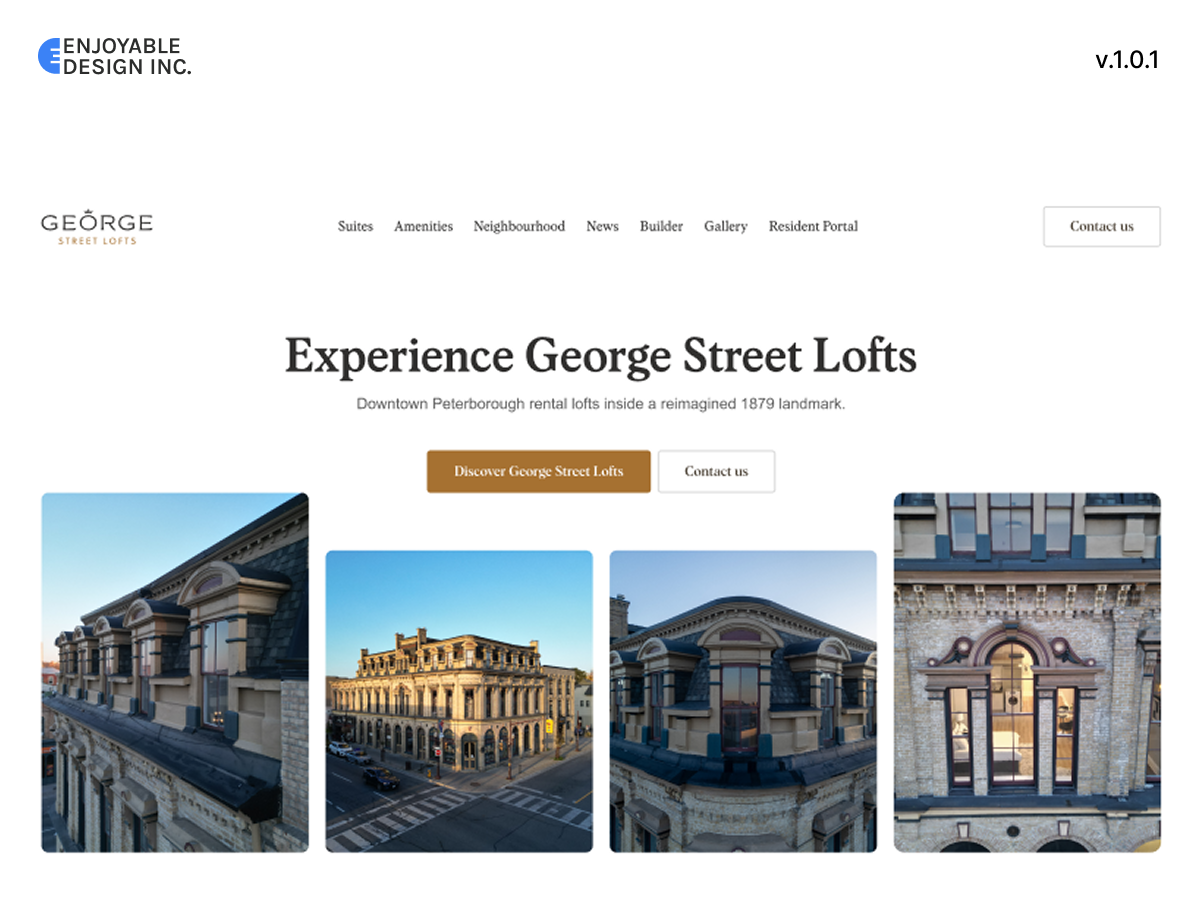 ENJOYABLE
DESIGN INC.
v.1.0.1
GEORGE
STREET LOFTS
Suites Amenities Neighbourhood News Builder Gallery Resident Portal
Contact us
Experience George Street Lofts
Downtown Peterborough rental lofts inside a reimagined 1879 landmark.
Discover George Street Lofts
Contact us